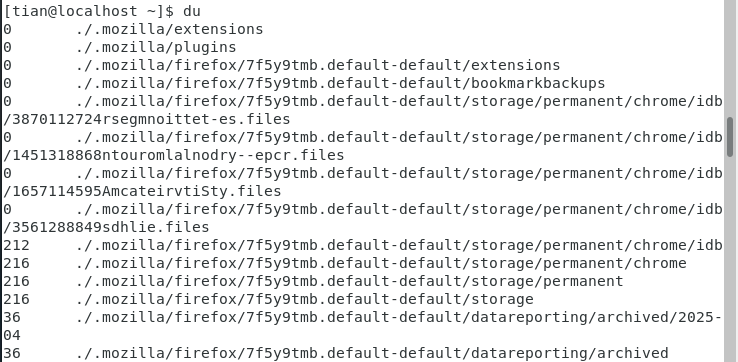 [tian@localhost ~]$ du
0       ./.mozilla/extensions
0       ./.mozilla/plugins
0       ./.mozilla/firefox/7f5y9tmb.default-default/extensions
0       ./.mozilla/firefox/7f5y9tmb.default-default/bookmarkbackups
0       ./.mozilla/firefox/7f5y9tmb.default-default/storage/permanent/chrome/idb
/3870112724rsegmnoittet-es.files
0       ./.mozilla/firefox/7f5y9tmb.default-default/storage/permanent/chrome/idb
/1451318868ntouromlalnodry--epcr.files
0       ./.mozilla/firefox/7f5y9tmb.default-default/storage/permanent/chrome/idb
/1657114595AmcateirvtiSty.files
0       ./.mozilla/firefox/7f5y9tmb.default-default/storage/permanent/chrome/idb
/3561288849sdhlie.files
212     ./.mozilla/firefox/7f5y9tmb.default-default/storage/permanent/chrome/idb
216     ./.mozilla/firefox/7f5y9tmb.default-default/storage/permanent/chrome
216     ./.mozilla/firefox/7f5y9tmb.default-default/storage/permanent
216     ./.mozilla/firefox/7f5y9tmb.default-default/storage
36      ./.mozilla/firefox/7f5y9tmb.default-default/datareporting/archived/2025-
04
36      ./.mozilla/firefox/7f5y9tmb.default-default/datareporting/archived